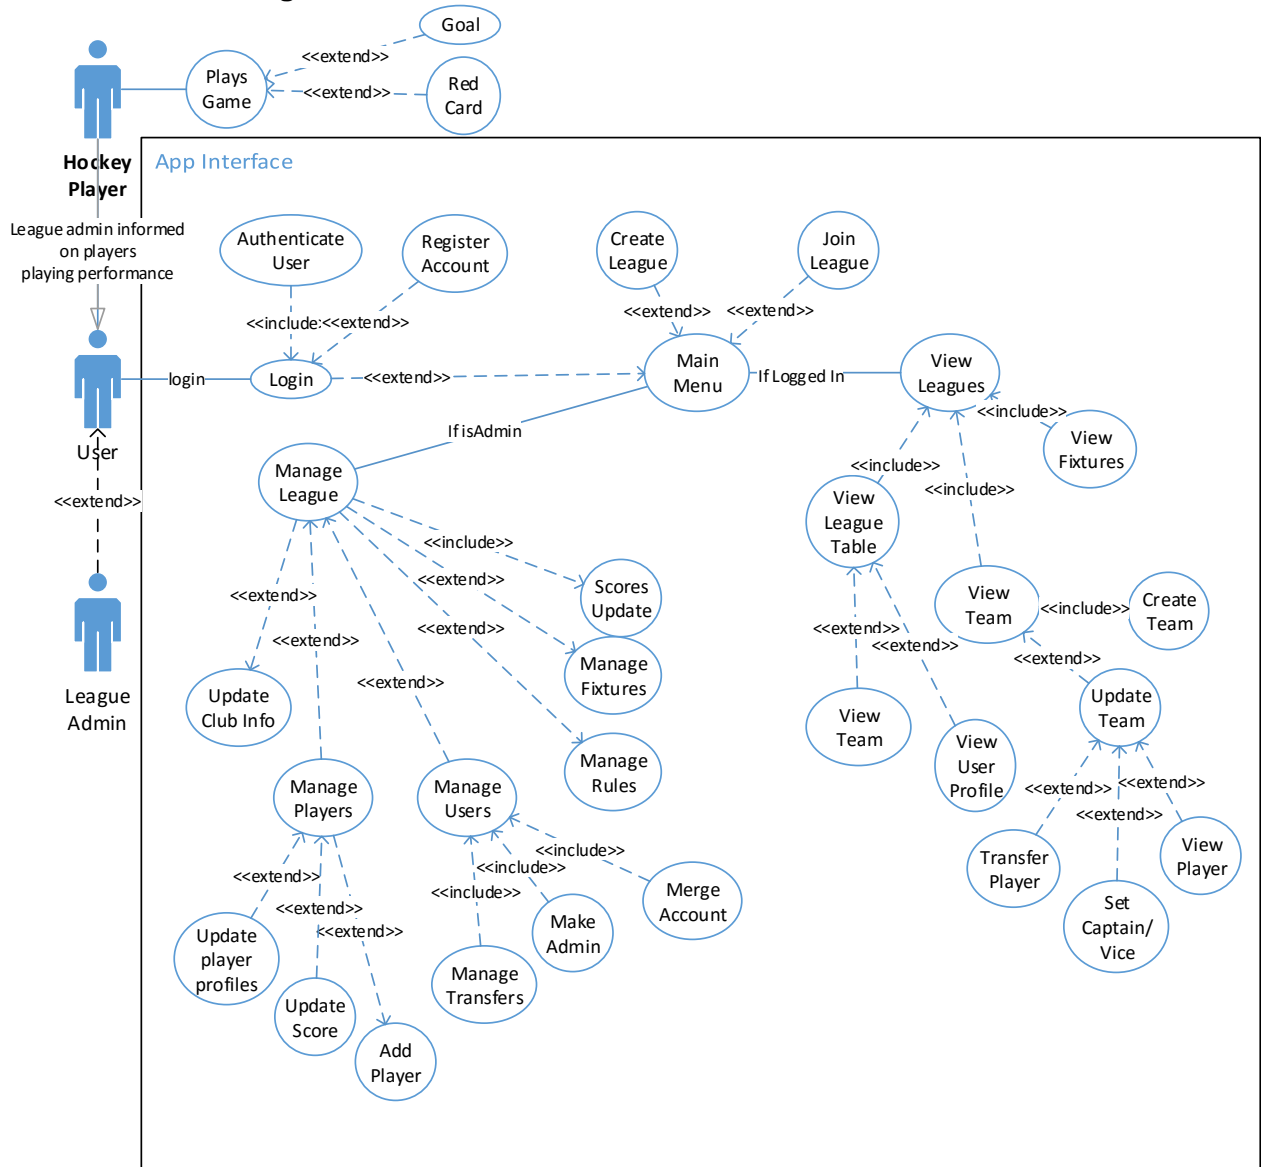 Goal
<<extend>>
Plays
Game
<<extend>>
Red
Card
Hockey
Player
App Interface
League admin informed
on players
playing performance
Authenticate
User
Register
Account
Create
League
Join
League
<<include>>
<<extend>>
<<extend>>
<<extend>>
login
Login
<<extend>>
Main
Menu
If Logged In
View
Leagues
User
<<include>>
View
Fixtures
If isAdmin
Manage
League
<<include>>
<<include>>
View
League
Table
<<extend>>
<<include>>
<<extend>>
<<extend>>
Scores
Update
<<extend>>
<<extend>>
Manage
Fixtures
<<extend>>
View
Team
<<include>>
Create
Team
<<extend>>
<<extend>>
<<extend>>
League
Admin
Update
Club Info
Update
Team
View
Team
View
User
Profile
Manage
Rules
Manage
Players
Manage
Users
<<extend>>
<<extend>>
<<extend>>
<<include>>
<<include>>
<<include>>
Transfer
Player
View
Player
<<extend>>
<<extend>>
<<extend>>
Merge
Account
Set
Captain/
Vice
Make
Admin
Update
player
profiles
Manage
Transfers
Update
Score
Add
Player